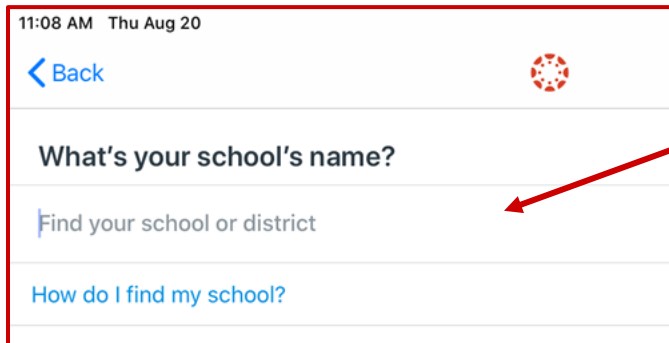 11:08 AM Thu Aug 20
Back
What's your school's name?
Find your school or district
How do I find my school?